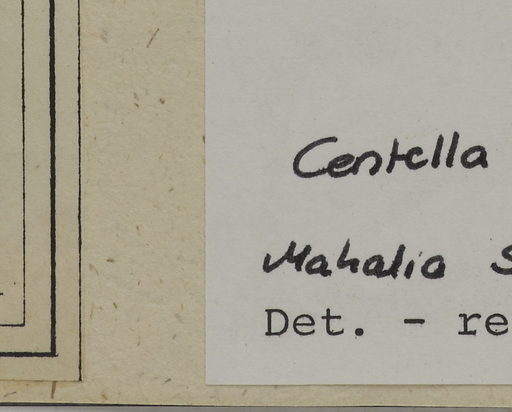 Centella
Mahalia S
Det. - re